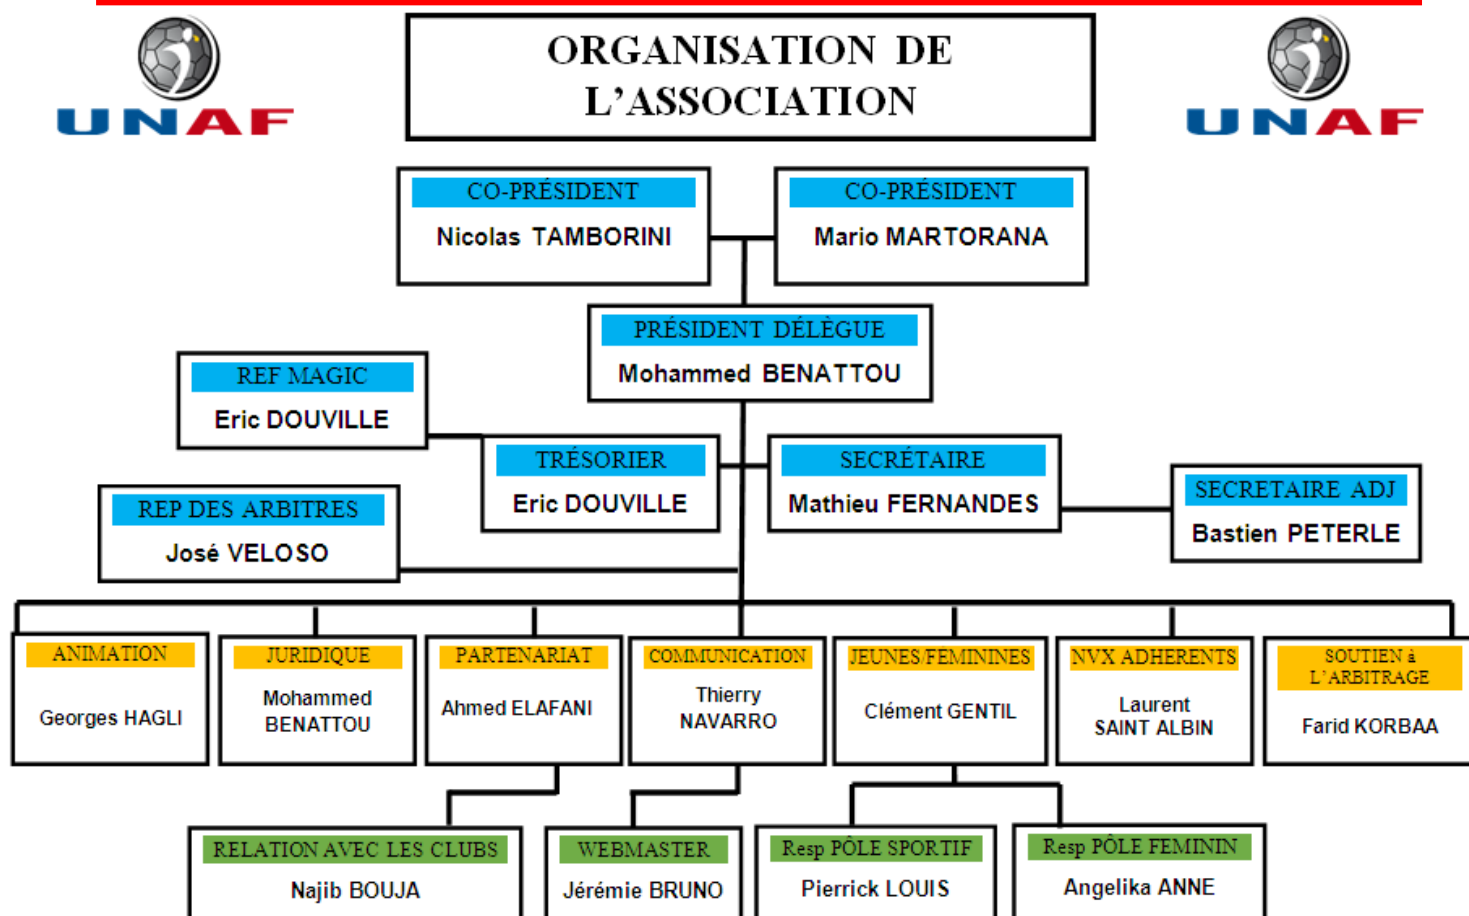 ORGANISATION DE
L'ASSOCIATION
UNAF
UNAF
CO-PRÉSIDENT
Nicolas TAMBORINI
CO-PRÉSIDENT
Mario MARTORANA
PRÉSIDENT DÉLÈGUE
Mohammed BENATTOU
REF MAGIC
Eric DOUVILLE
TRÉSORIER
Eric DOUVILLE
SECRÉTAIRE
Mathieu FERNANDES
SECRETAIRE ADJ
Bastien PETERLE
REP DES ARBITRES
José VELOSO
ANIMATION
Georges HAGLI
JURIDIQUE
Mohammed
BENATTOU
PARTENARIAT
Ahmed ELAFANI
COMMUNICATION
Thierry
NAVARRO
JEUNES/FEMININES
Clément GENTIL
NVX ADHERENTS
Laurent
SAINT ALBIN
SOUTIEN à
L'ARBITRAGE
Farid KORBAA
RELATION AVEC LES CLUBS
Najib BOUJA
WEBMASTER
Jérémie BRUNO
Resp PÔLE SPORTIF
Pierrick LOUIS
Resp PÔLE FEMININ
Angelika ANNE